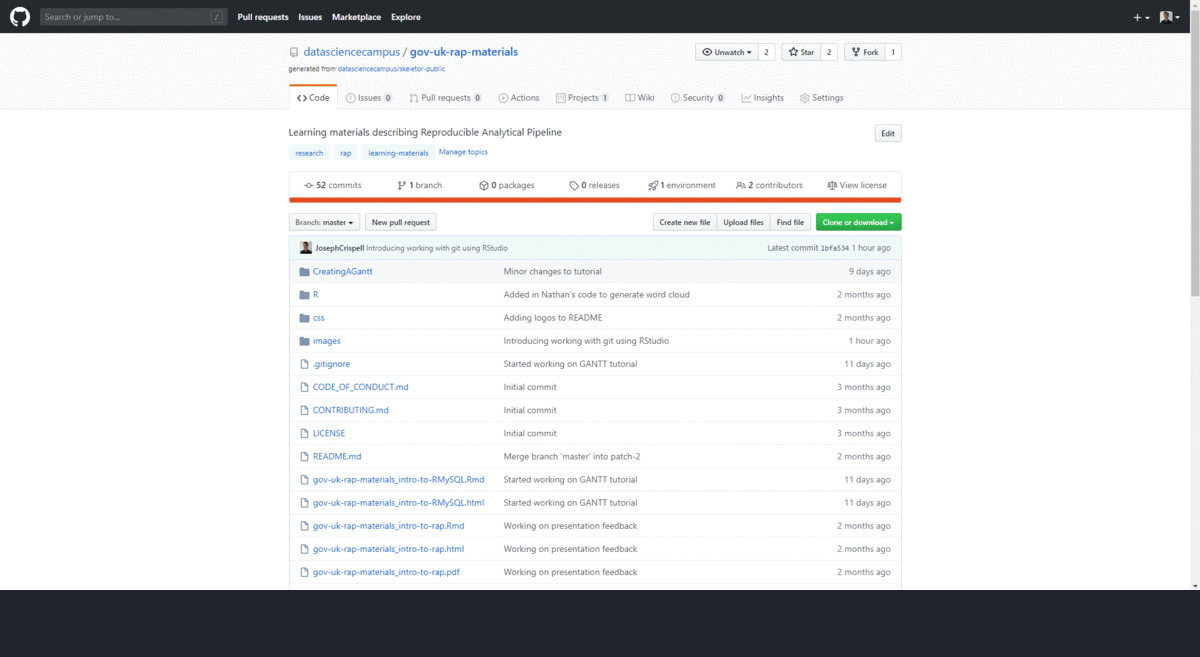 Search or jump to... /
Pull requests Issues Marketplace Explore
datasciencecampus / gov-uk-rap-materials
Unwatch 2 Star 2 Fork 1
generated from datasciencecampus/skeletor-public
Code Issues 0 Pull requests 0 Actions Projects 1 Wiki Security 0 Insights Settings
Learning materials describing Reproducible Analytical Pipeline
Edit
research rap learning-materials Manage topics
52 commits 1 branch 0 packages 0 releases 1 environment 2 contributors View license
Branch: master New pull request Create new file Upload files Find file Clone or download
JosephCrispell Introducing working with git using RStudio Latest commit 1bfa534 1 hour ago
CreatingAGantt Minor changes to tutorial 9 days ago
R Added in Nathan's code to generate word cloud 2 months ago
css Adding logos to README 2 months ago
images Introducing working with git using RStudio 1 hour ago
.gitignore Started working on GANTT tutorial 11 days ago
CODE_OF_CONDUCT.md Initial commit 3 months ago
CONTRIBUTING.md Initial commit 3 months ago
LICENSE Initial commit 3 months ago
README.md Merge branch 'master' into patch-2 2 months ago
gov-uk-rap-materials_intro-to-RMySQL.Rmd Started working on GANTT tutorial 11 days ago
gov-uk-rap-materials_intro-to-RMySQL.html Started working on GANTT tutorial 11 days ago
gov-uk-rap-materials_intro-to-rap.Rmd Working on presentation feedback 2 months ago
gov-uk-rap-materials_intro-to-rap.html Working on presentation feedback 2 months ago
gov-uk-rap-materials_intro-to-rap.pdf Working on presentation feedback 2 months ago